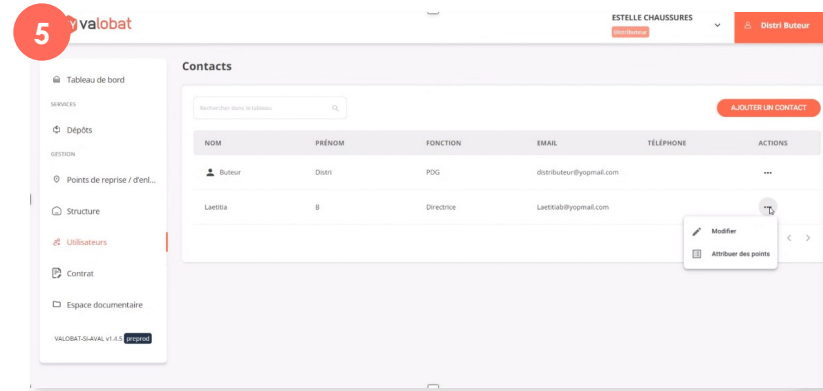 5
valobat
ESTELLE CHAUSSURES
Distributeur
Distri Buteur
Contacts
Tableau de bord
SERVICES
Dépôts
GESTION
Points de reprise / d'enl...
Structure
Utilisateurs
Contrat
Espace documentaire
VALOBAT-SI-AVAL v1.4.5 preprod
Rechercher dans le tableau
AJOUTER UN CONTACT
NOM PRÉNOM FONCTION EMAIL TÉLÉPHONE ACTIONS
Buteur Distri PDG distributeur@yopmail.com
Laetitia B Directrice Laetitiab@yopmail.com
Modifier
Attribuer des points